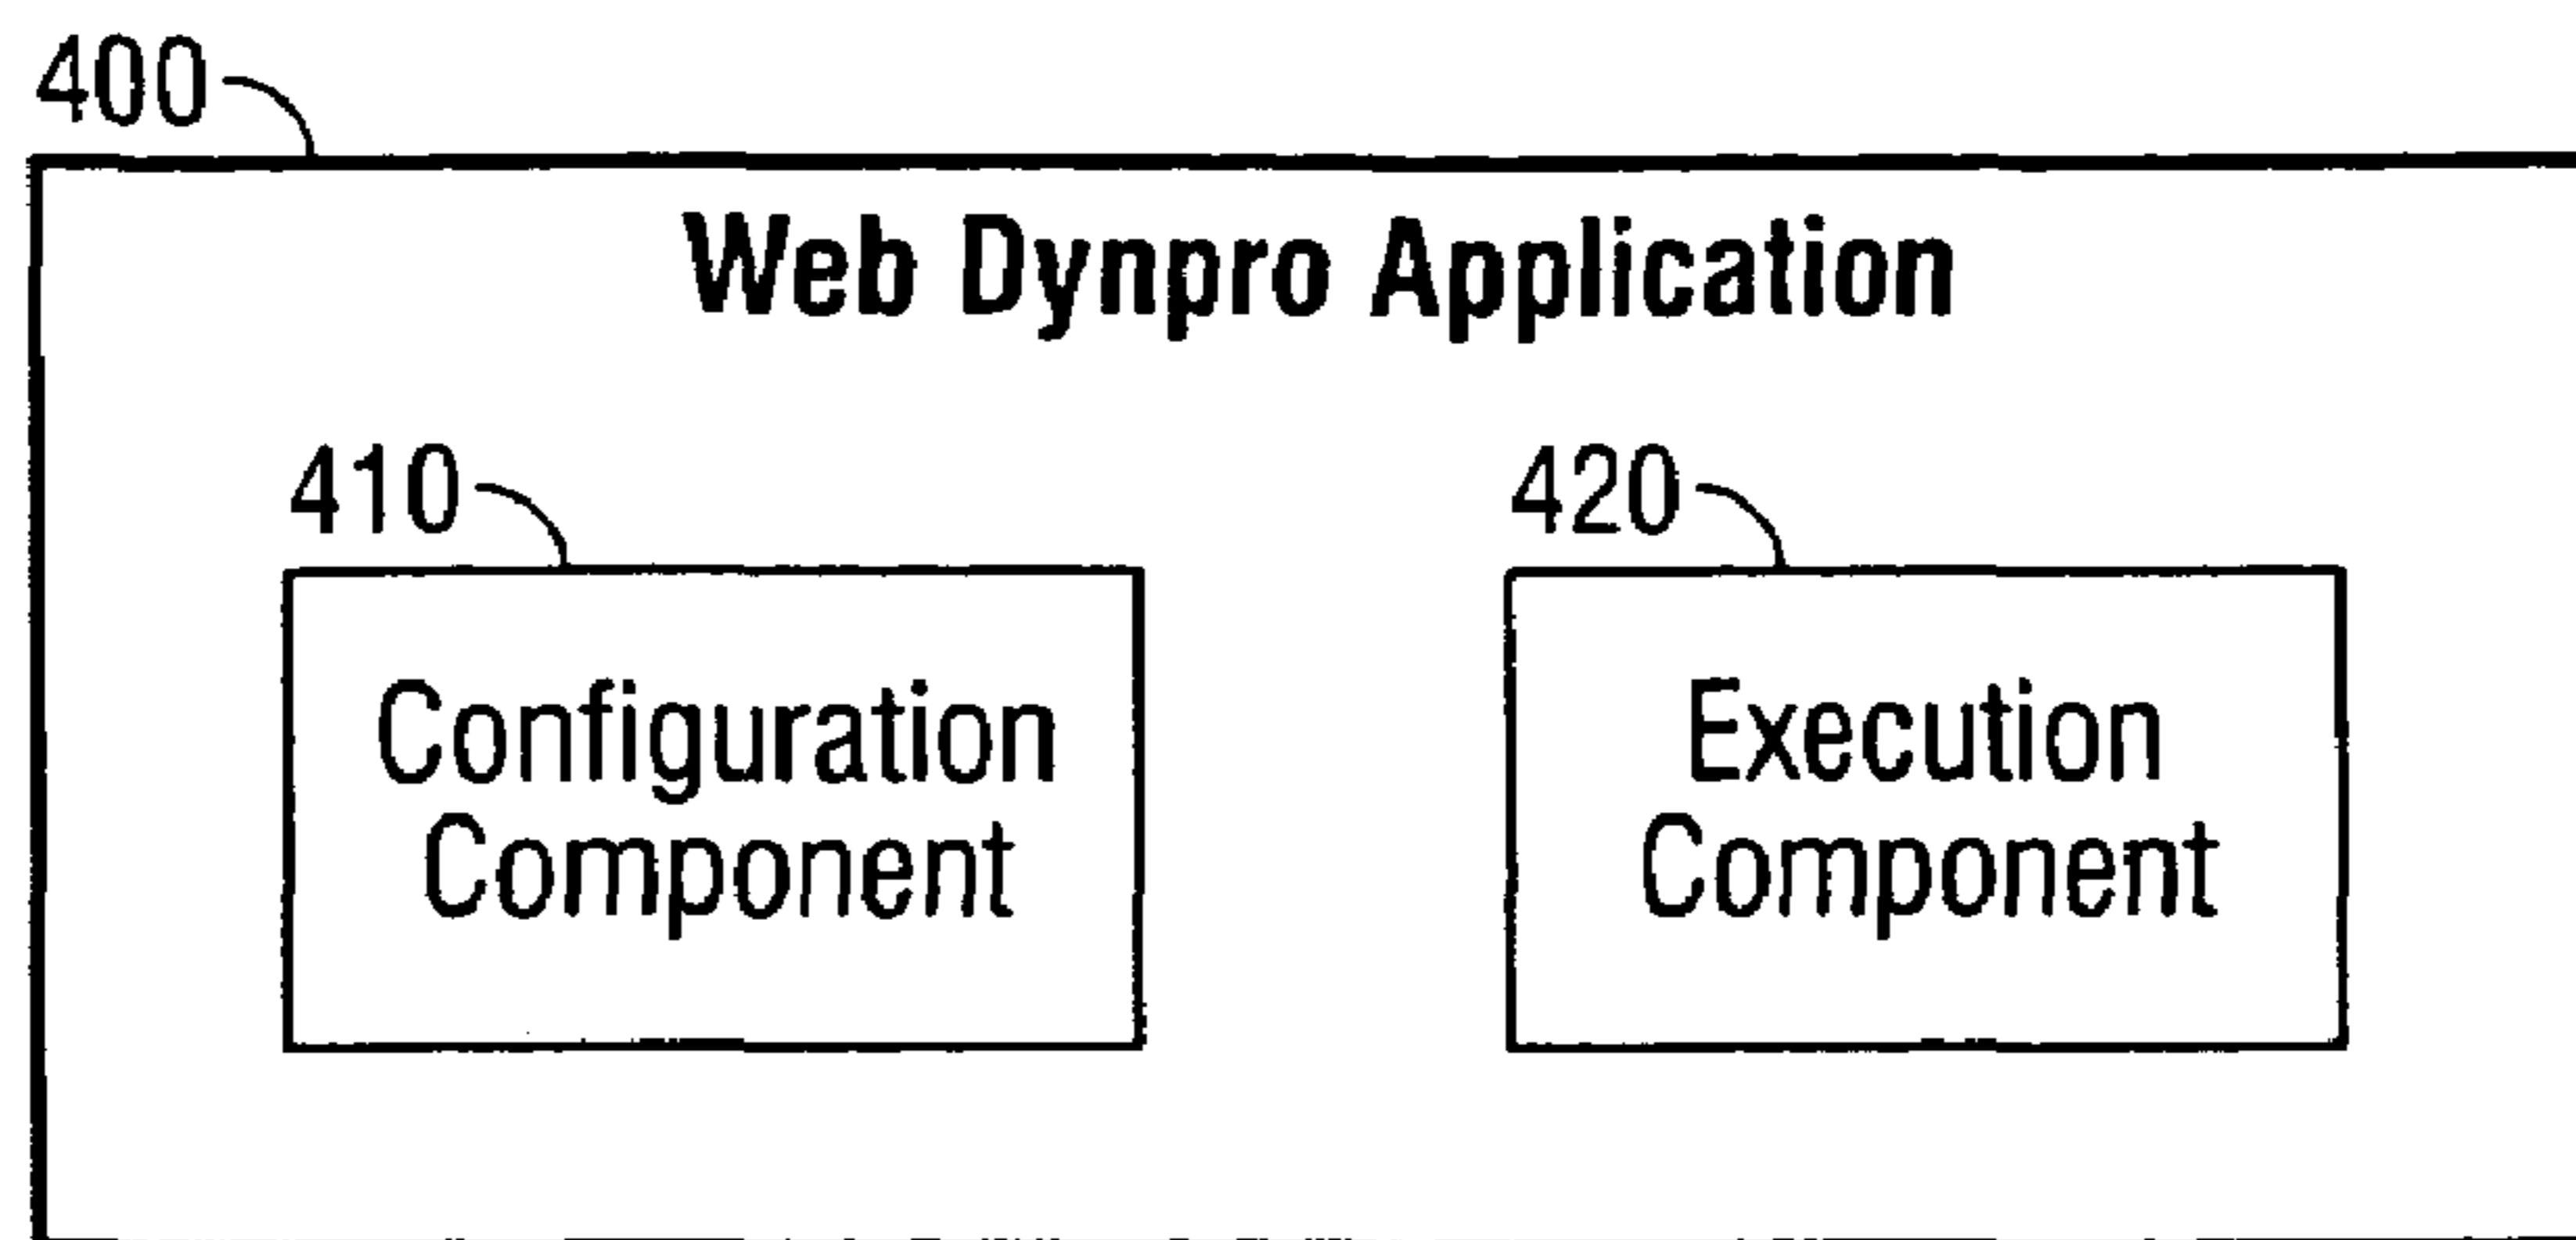 400
Web Dynpro Application
410
420
Configuration
Component
Execution
Component